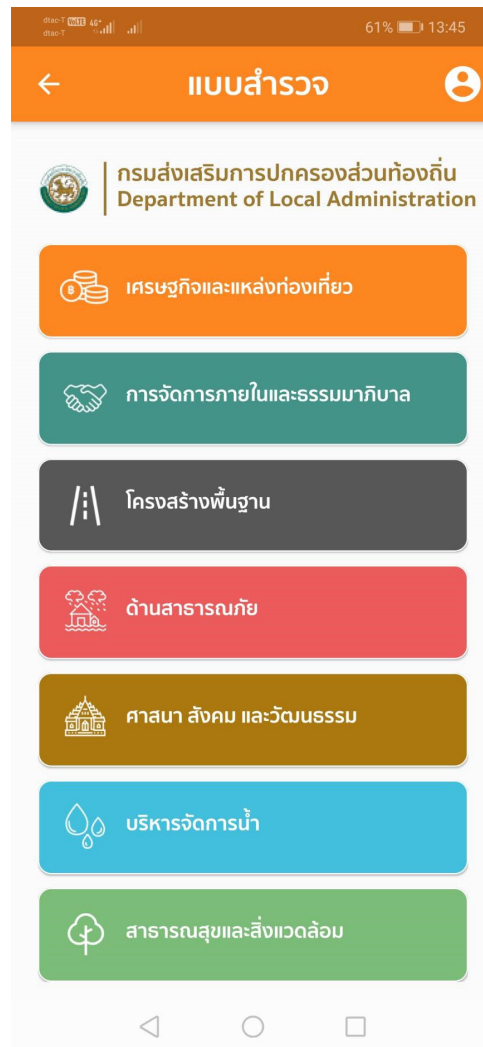 dtac-T VoLTE 4G+ 61% 13:45
dtac-T
แบบสำรวจ
กรมส่งเสริมการปกครองส่วนท้องถิ่น
Department of Local Administration
เศรษฐกิจและแหล่งท่องเที่ยว
การจัดการภายในและธรรมมาภิบาล
โครงสร้างพื้นฐาน
ด้านสาธารณภัย
ศาสนา สังคม และวัฒนธรรม
บริหารจัดการน้ำ
สาธารณสุขและสิ่งแวดล้อม